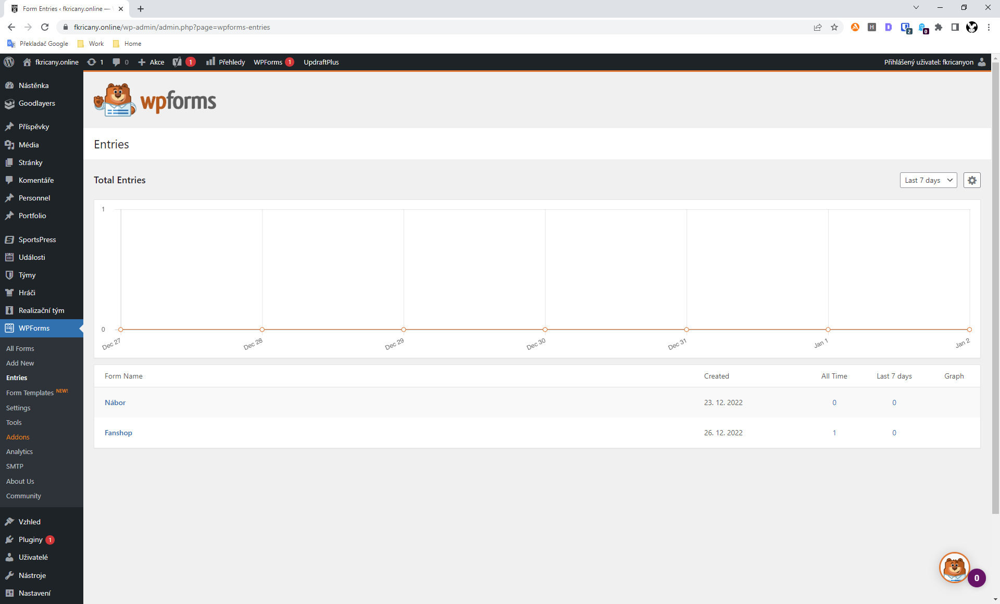 Form Entries ‹ fkricany.online —
fkricany.online/wp-admin/admin.php?page=wpforms-entries
H
D
2
0
Překladač Google
Work
Home
fkricany.online
1
0
Akce
1
Přehledy
WPForms
1
UpdraftPlus
Přihlášený uživatel: fkricanyon
Nástěnka
Goodlayers
Příspěvky
Média
Stránky
Komentáře
Personnel
Portfolio
SportsPress
Události
Týmy
Hráči
Realizační tým
WPForms
All Forms
Add New
Entries
Form Templates NEW!
Settings
Tools
Addons
Analytics
SMTP
About Us
Community
Vzhled
Pluginy 1
Uživatelé
Nástroje
Nastavení
wpforms
Entries
Total Entries
Last 7 days
1
0
Dec 27
Dec 28
Dec 29
Dec 30
Dec 31
Jan 1
Jan 2
Form Name Created All Time Last 7 days Graph
Nábor 23. 12. 2022 0 0
Fanshop 26. 12. 2022 1 0
0